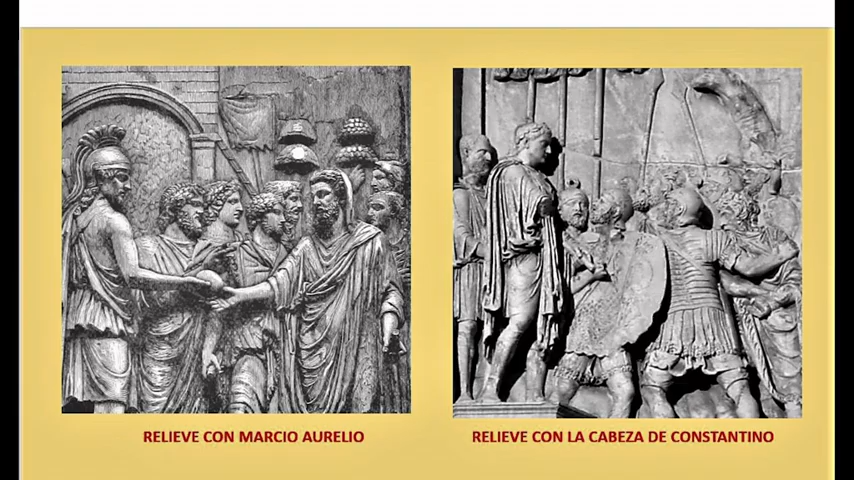 RELIEVE CON MARCIO AURELIO
RELIEVE CON LA CABEZA DE CONSTANTINO